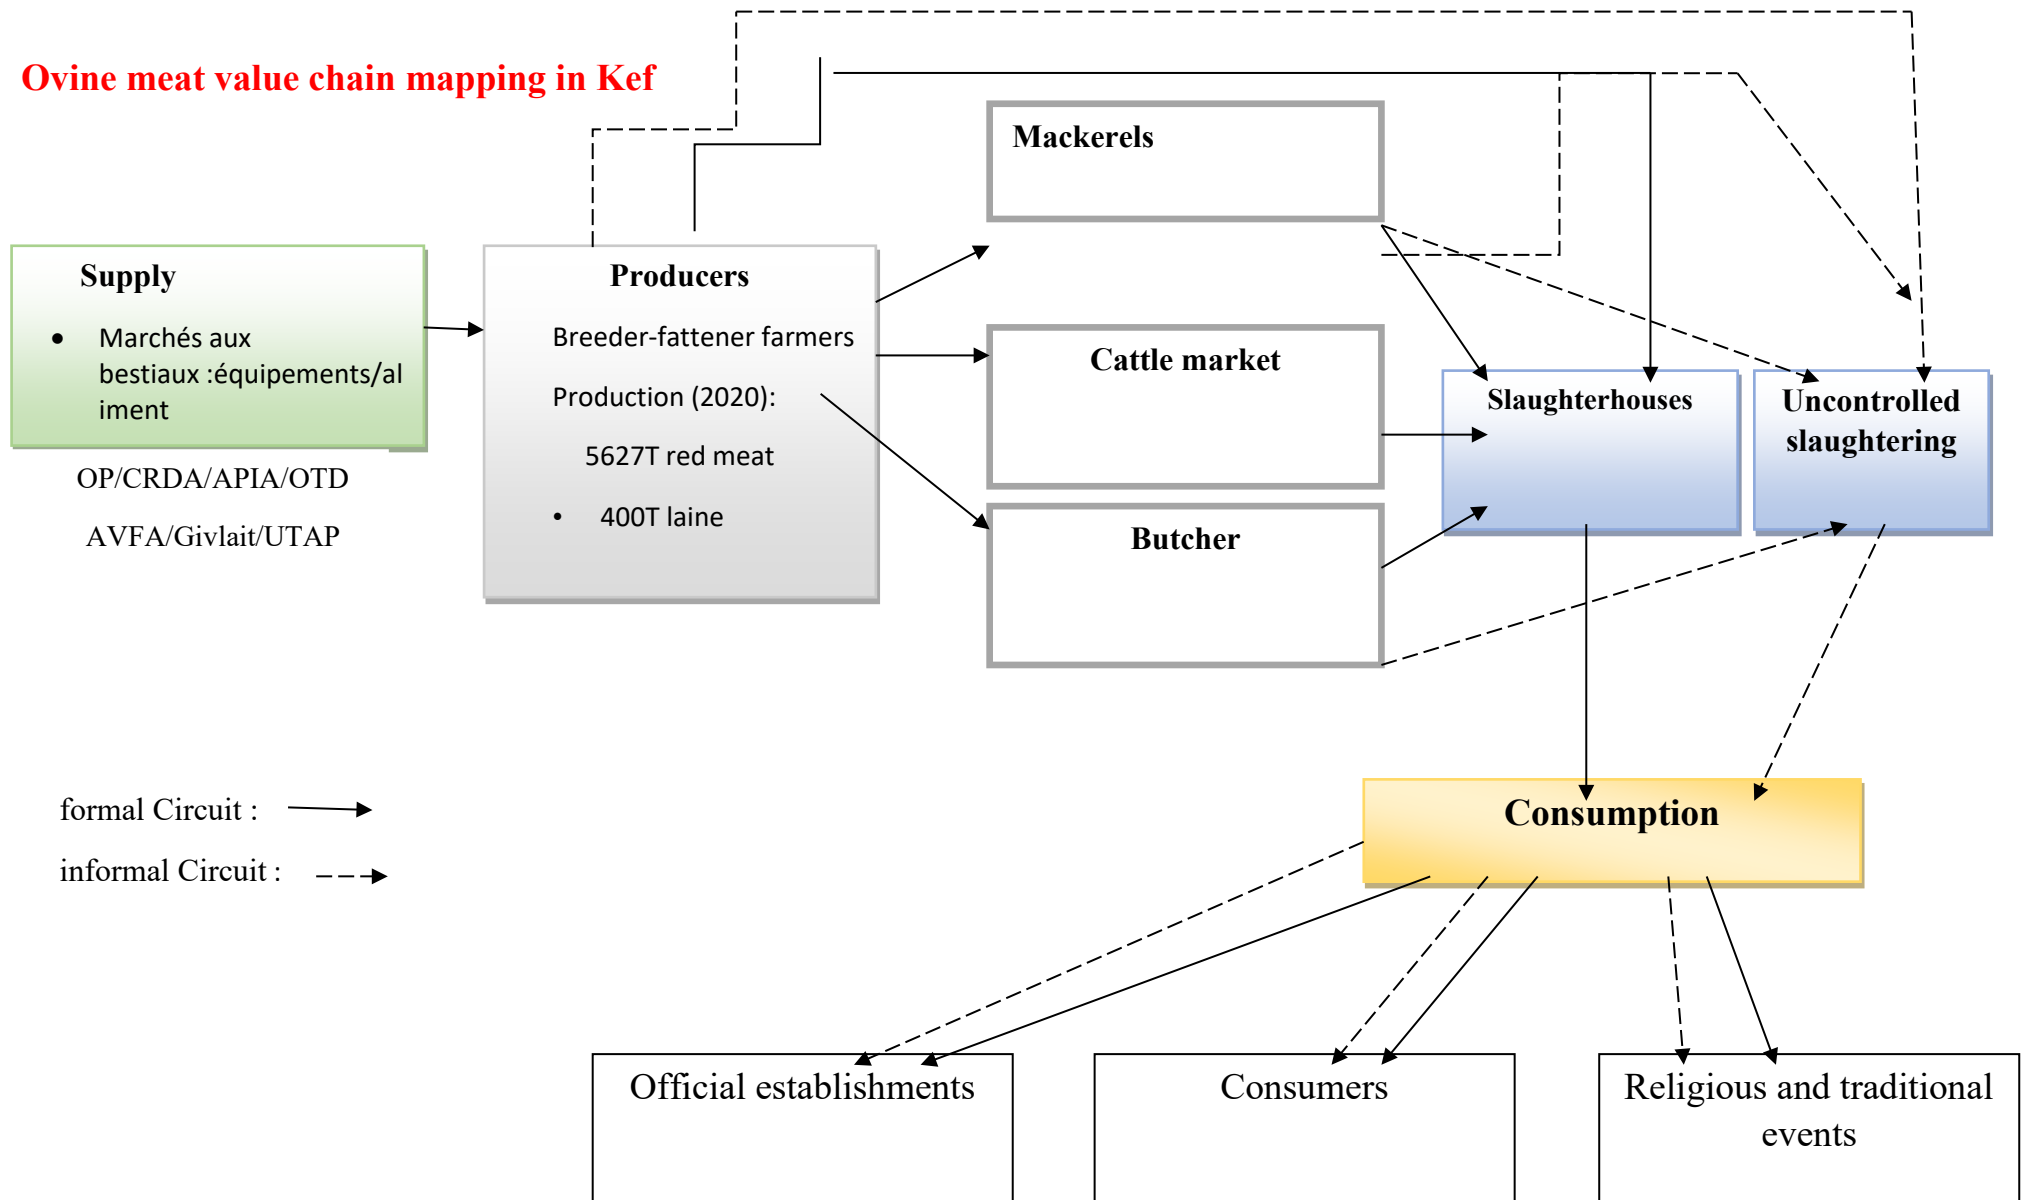 Ovine meat value chain mapping in Kef
Mackerels
Supply
• Marchés aux
bestiaux :équipements/al
iment
OP/CRDA/APIA/OTD
AVFA/Givlait/UTAP
Producers
Breeder-fattener farmers
Production (2020):
5627T red meat
• 400T laine
Cattle market
Butcher
Slaughterhouses
Uncontrolled
slaughtering
formal Circuit :
informal Circuit :
Consumption
Official establishments
Consumers
Religious and traditional
events